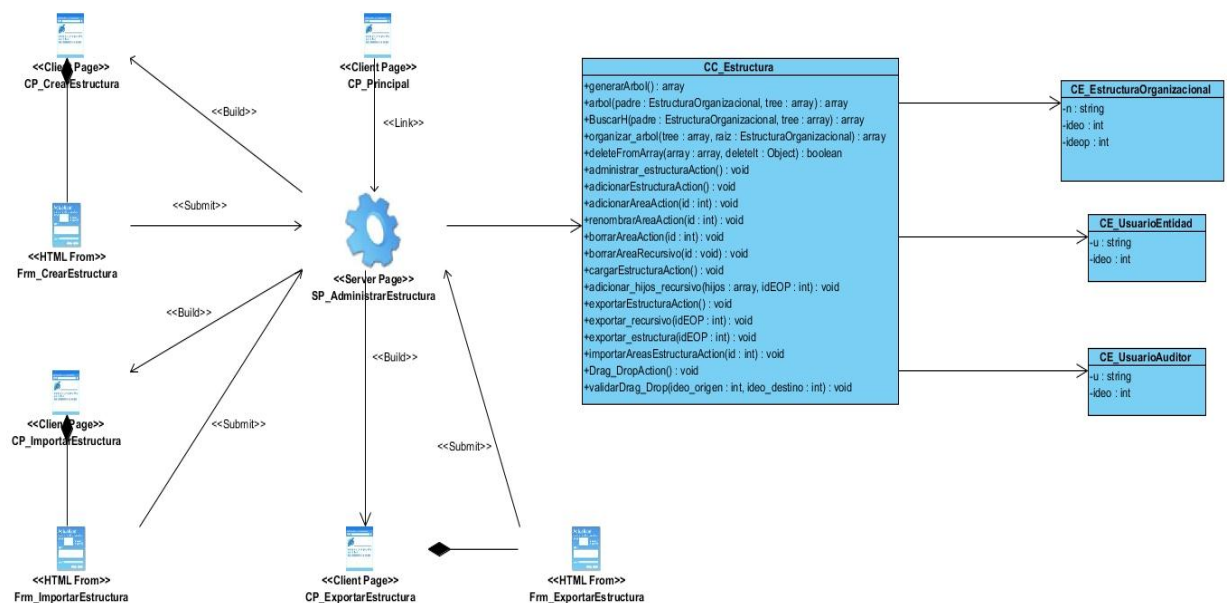 <<Client Page>>
CP_CrearEstructura
<<Client Page>>
CP_Principal
<<Build>>
<<Link>>
<<Submit>>
<<HTML From>>
Frm_CrearEstructura
<<Server Page>>
SP_AdministrarEstructura
<<Build>>
<<Build>>
<<Client Page>>
CP_ImportarEstructura
<<Submit>>
<<Submit>>
<<HTML From>>
Frm_ImportarEstructura
<<Client Page>>
CP_ExportarEstructura
<<HTML From>>
Frm_ExportarEstructura
CC_Estructura
+generarArbol() : array
+arbol(padre : EstructuraOrganizacional, tree : array) : array
+BuscarH(padre : EstructuraOrganizacional, tree : array) : array
+organizar_arbol(tree : array, raiz : EstructuraOrganizacional) : array
+deleteFromArray(array : array, deleteIt : Object) : boolean
+administrar_estructuraAction() : void
+adicionarEstructuraAction() : void
+adicionarAreaAction(id : int) : void
+renombrarAreaAction(id : int) : void
+borrarAreaAction(id : int) : void
+borrarAreaRecursivo(id : void) : void
+cargarEstructuraAction() : void
+adicionar_hijos_recursivo(hijos : array, idEOP : int) : void
+exportarEstructuraAction() : void
+exportar_recursivo(idEOP : int) : void
+exportar_estructura(idEOP : int) : void
+importarAreasEstructuraAction(id : int) : void
+Drag_DropAction() : void
+validarDrag_Drop(ideo_origen : int, ideo_destino : int) : void
CE_EstructuraOrganizacional
-n : string
-ideo : int
-ideop : int
CE_UsuarioEntidad
-u : string
-ideo : int
CE_UsuarioAuditor
-u : string
-ideo : int